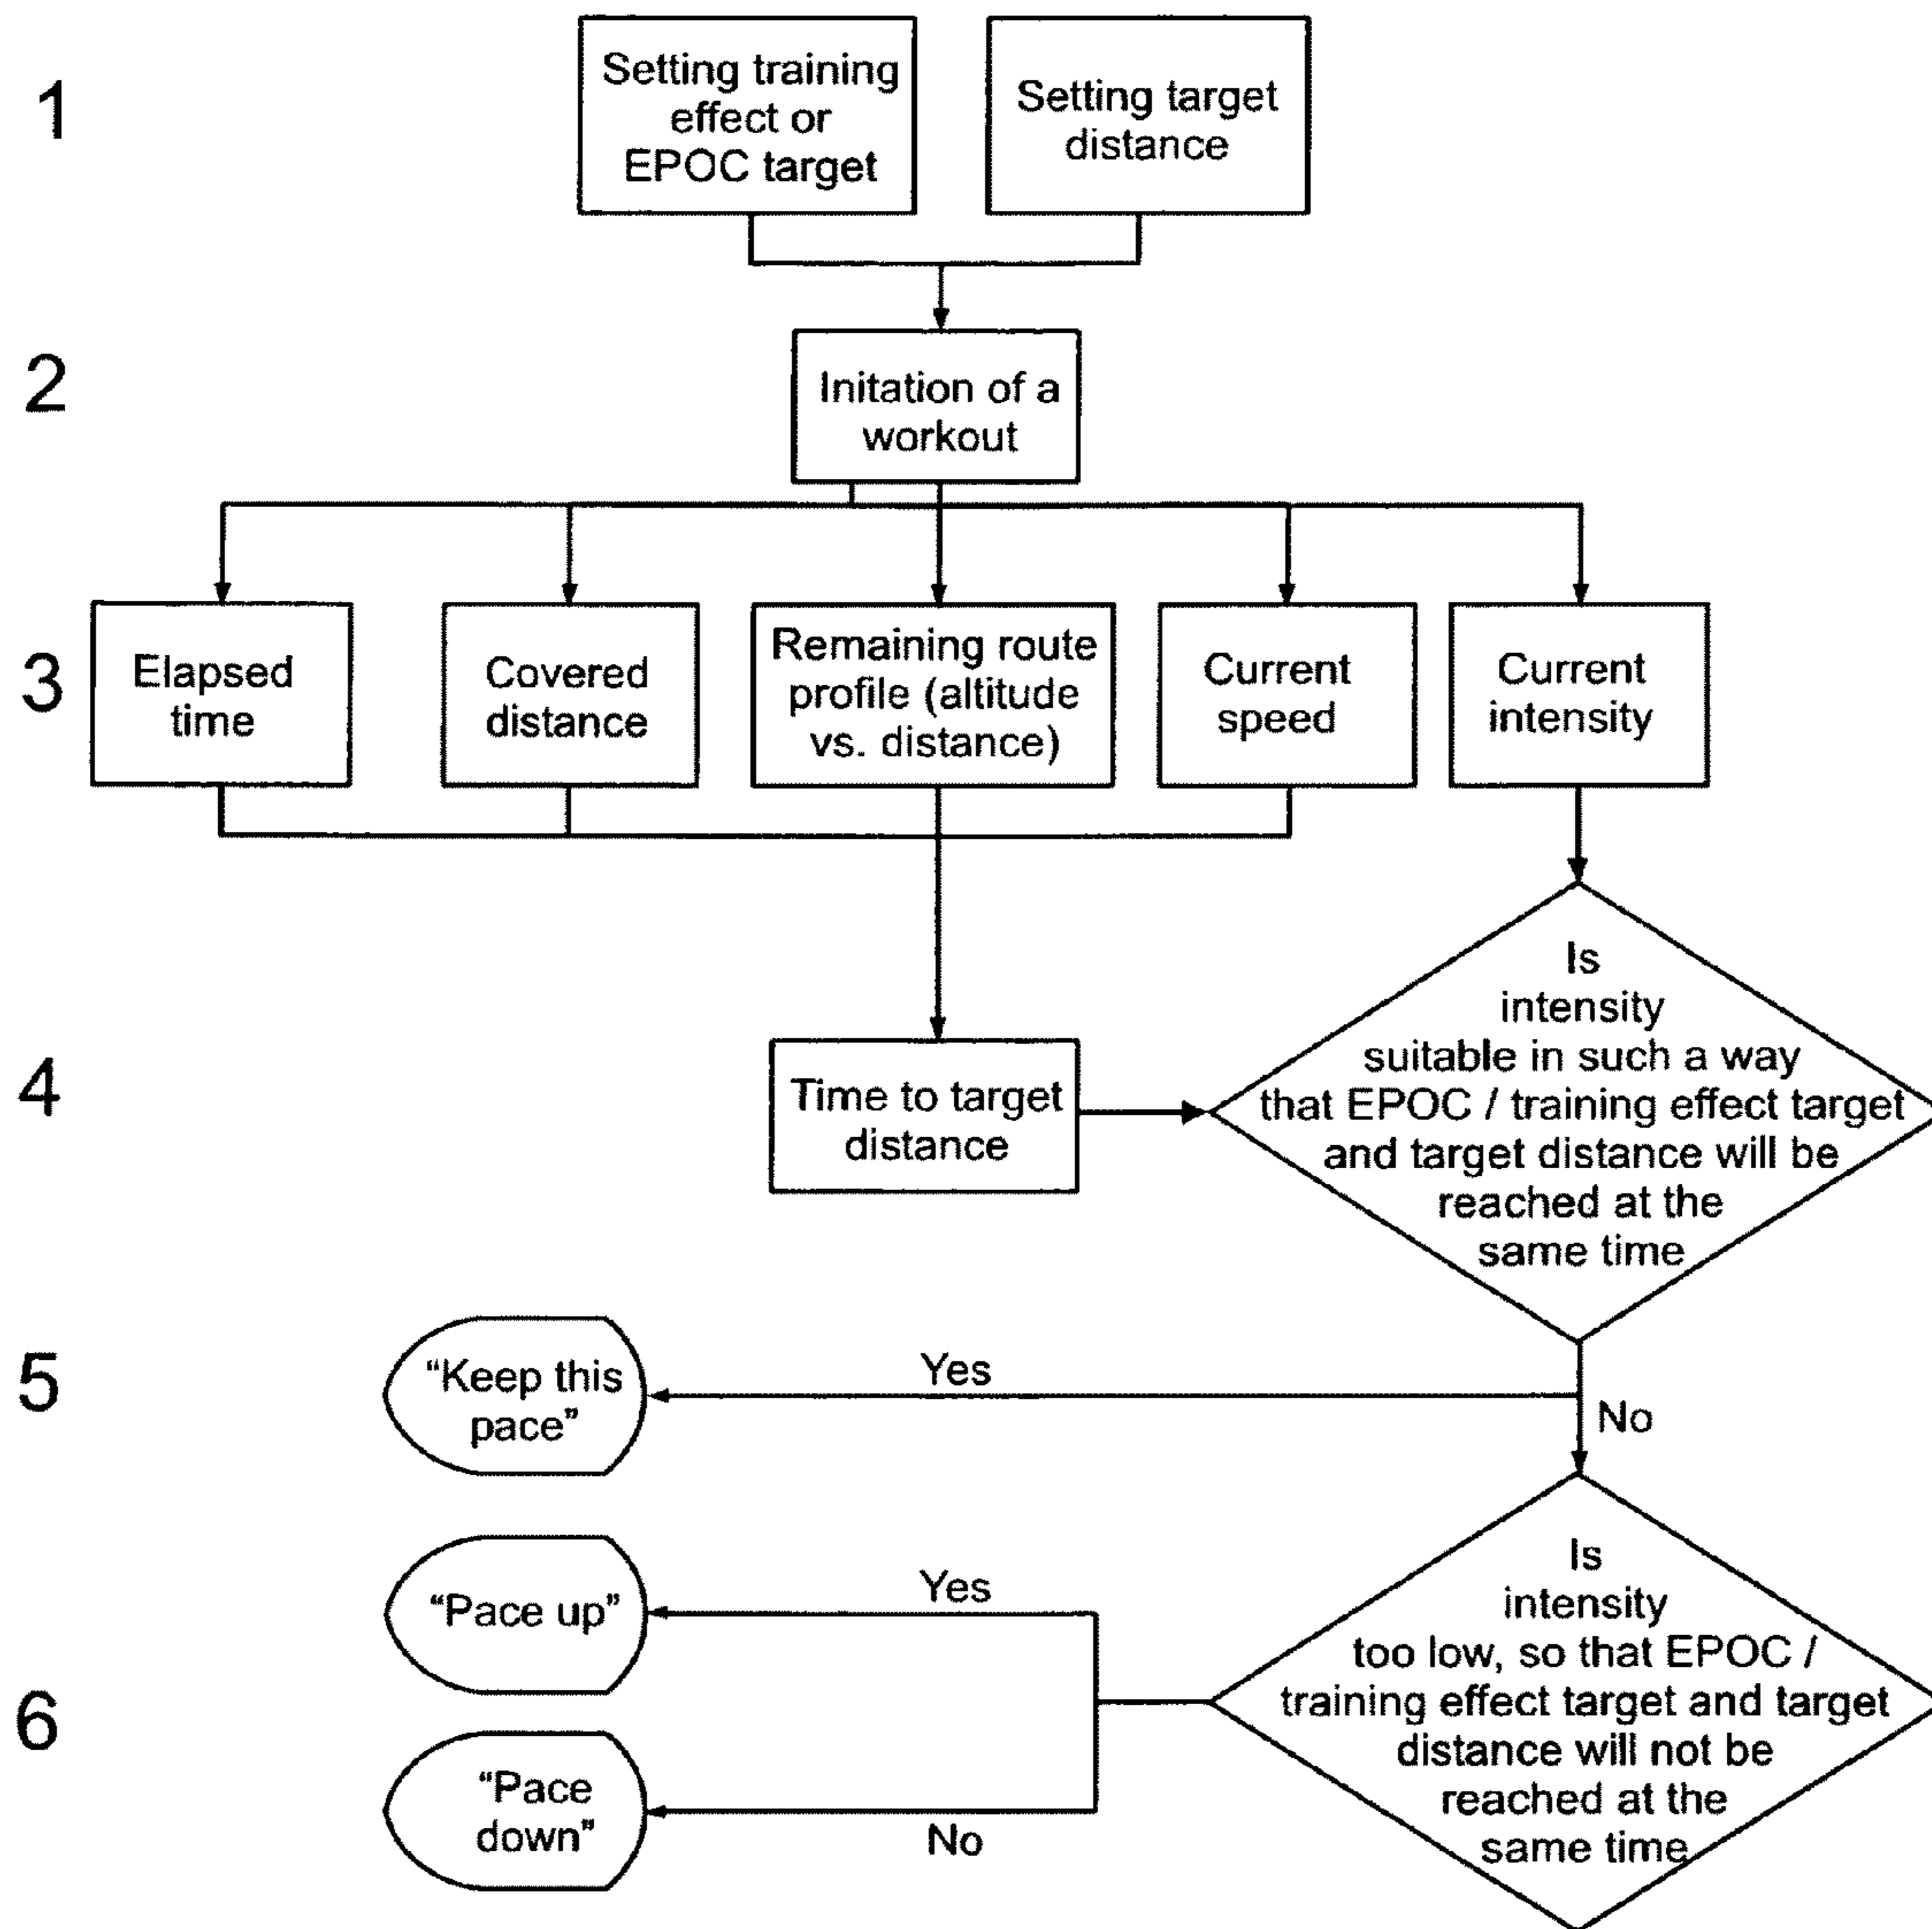 1
Setting training
effect or
EPOC target
Setting target
distance
2
Initation of a
workout
3
Elapsed
time
Covered
distance
Remaining route
profile (altitude
vs. distance)
Current
speed
Current
intensity
4
Time to target
distance
Is
intensity
suitable in such a way
that EPOC / training effect target
and target distance will be
reached at the
same time
5
“Keep this
pace”
Yes
No
6
“Pace up”
Yes
“Pace
down”
No
Is
intensity
too low, so that EPOC /
training effect target and target
distance will not be
reached at the
same time